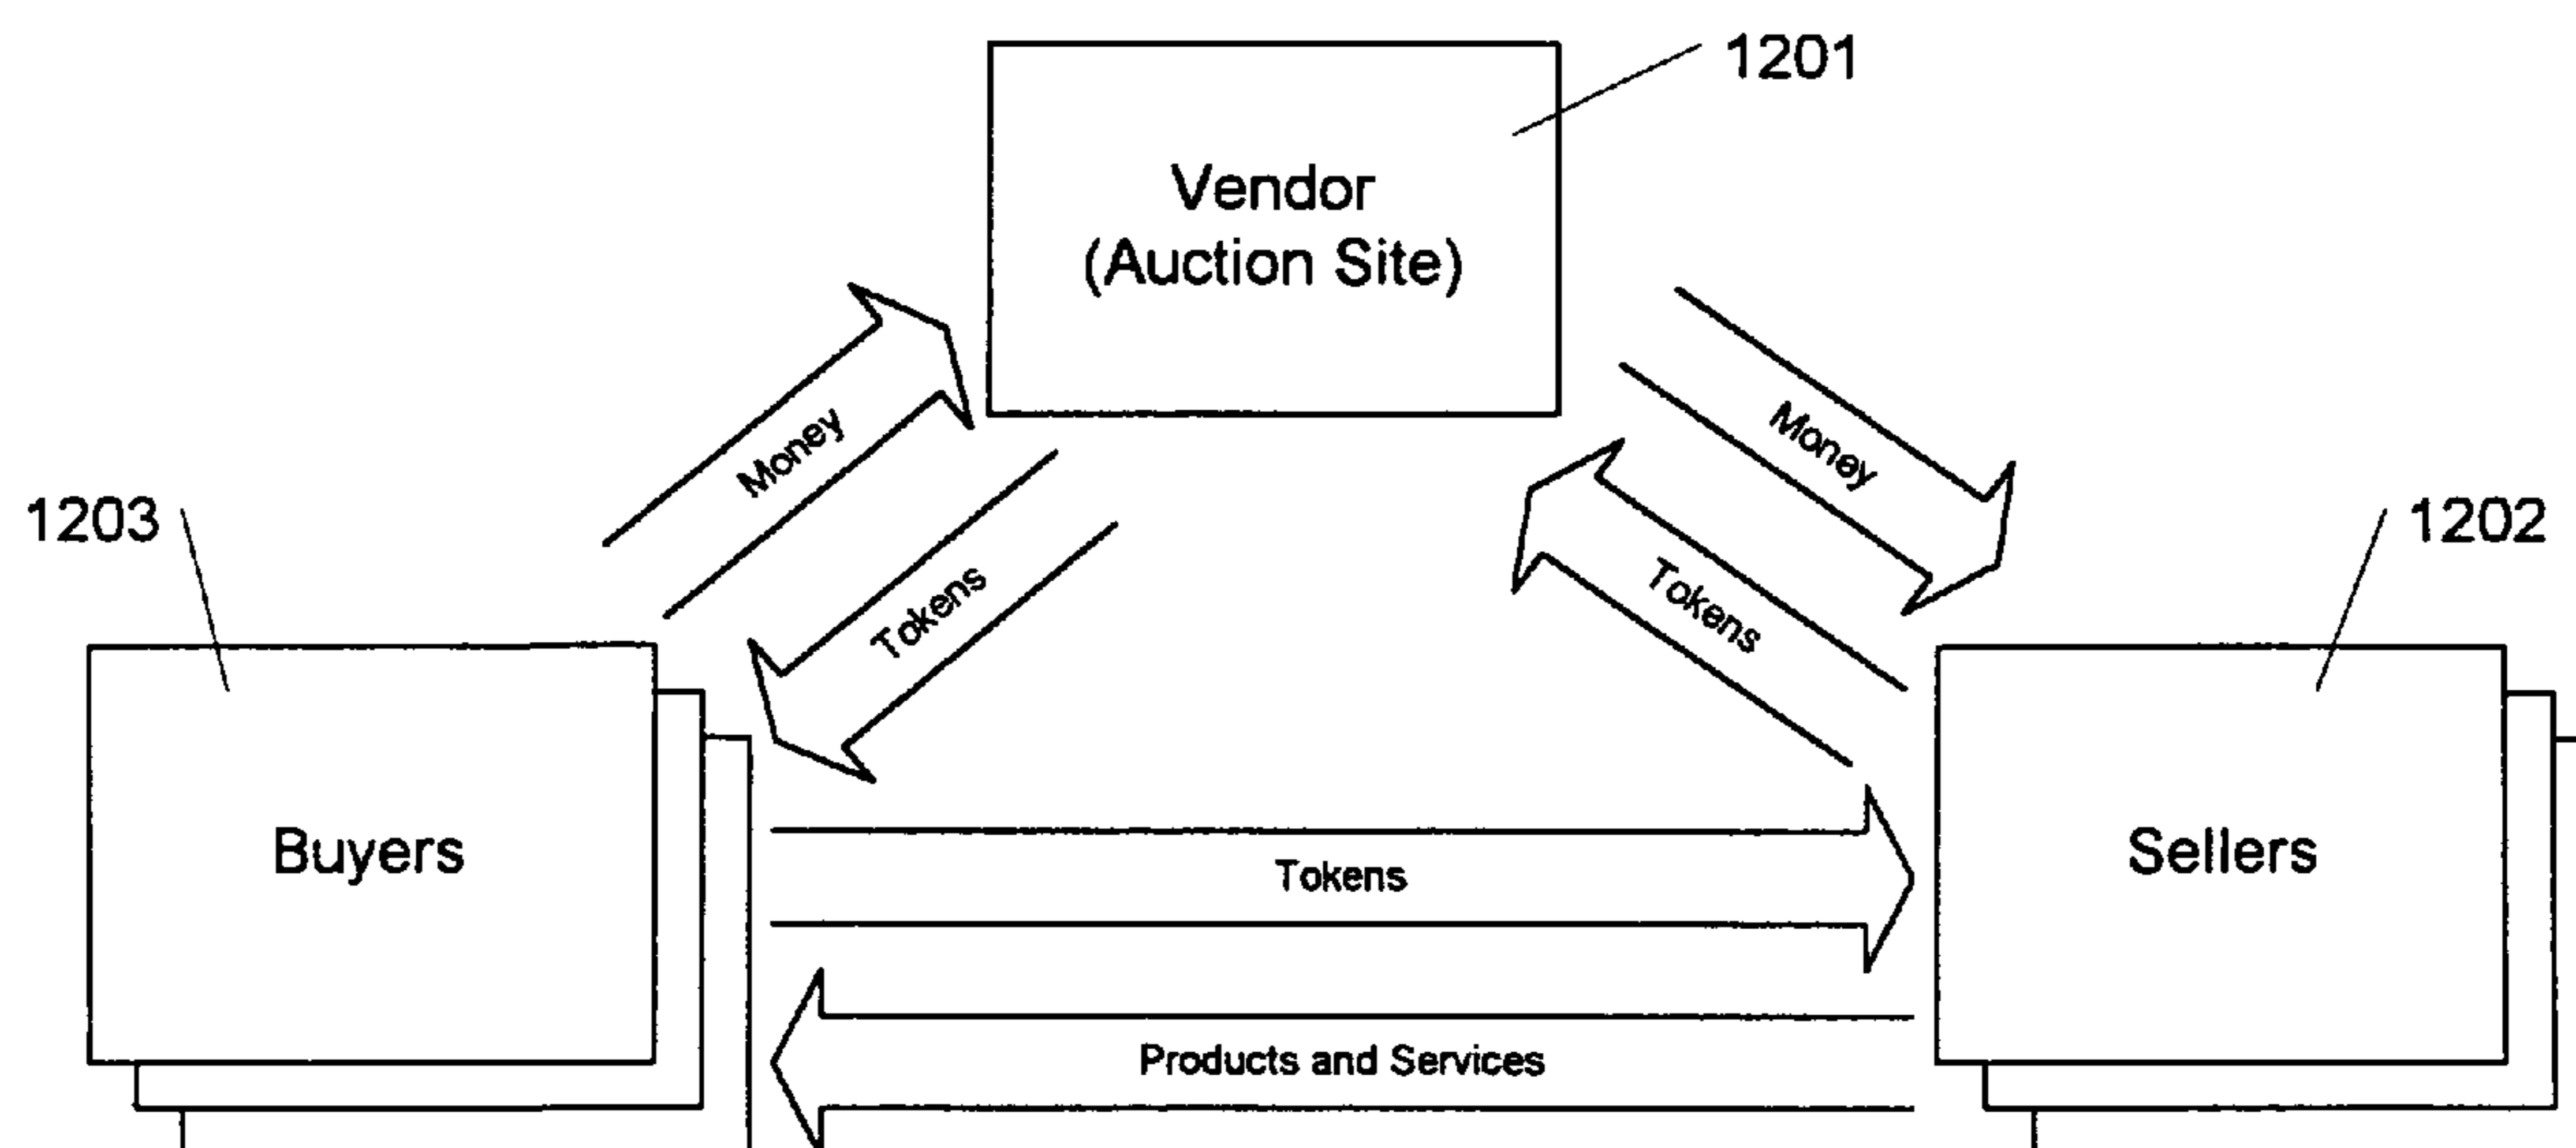 1201
Vendor
(Auction Site)
Money
Money
1203
1202
Tokens
Tokens
Buyers
Sellers
Tokens
Products and Services